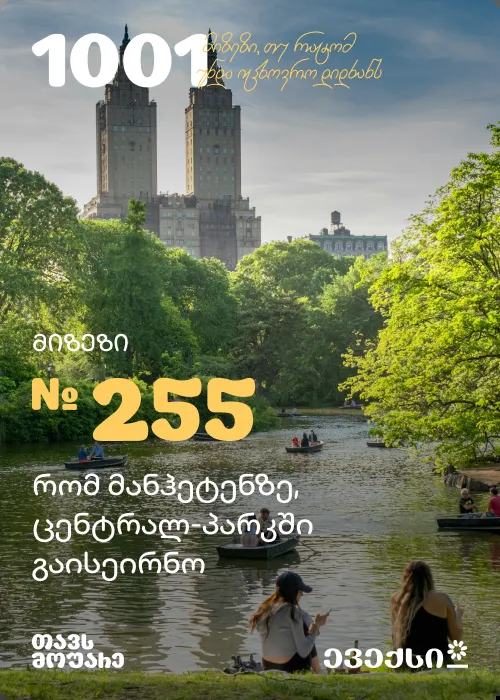 1001 მიზეზი, თუ რატომ
უნდა იცხოვრო დიდხანს
მიზეზი
№ 255
რომ მანჰეტენზე,
ცენტრალ-პარკში
გაისეირნო
თავს
მოუარე
ევექსი